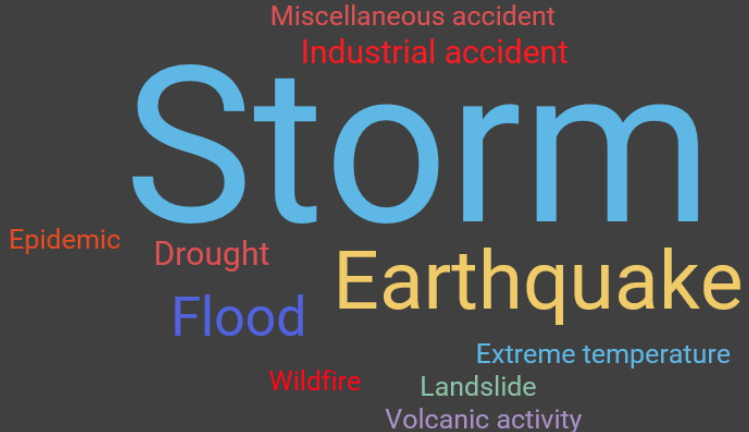 Miscellaneous accident
Industrial accident
Storm
Epidemic
Drought
Earthquake
Flood
Extreme temperature
Wildfire
Landslide
Volcanic activity